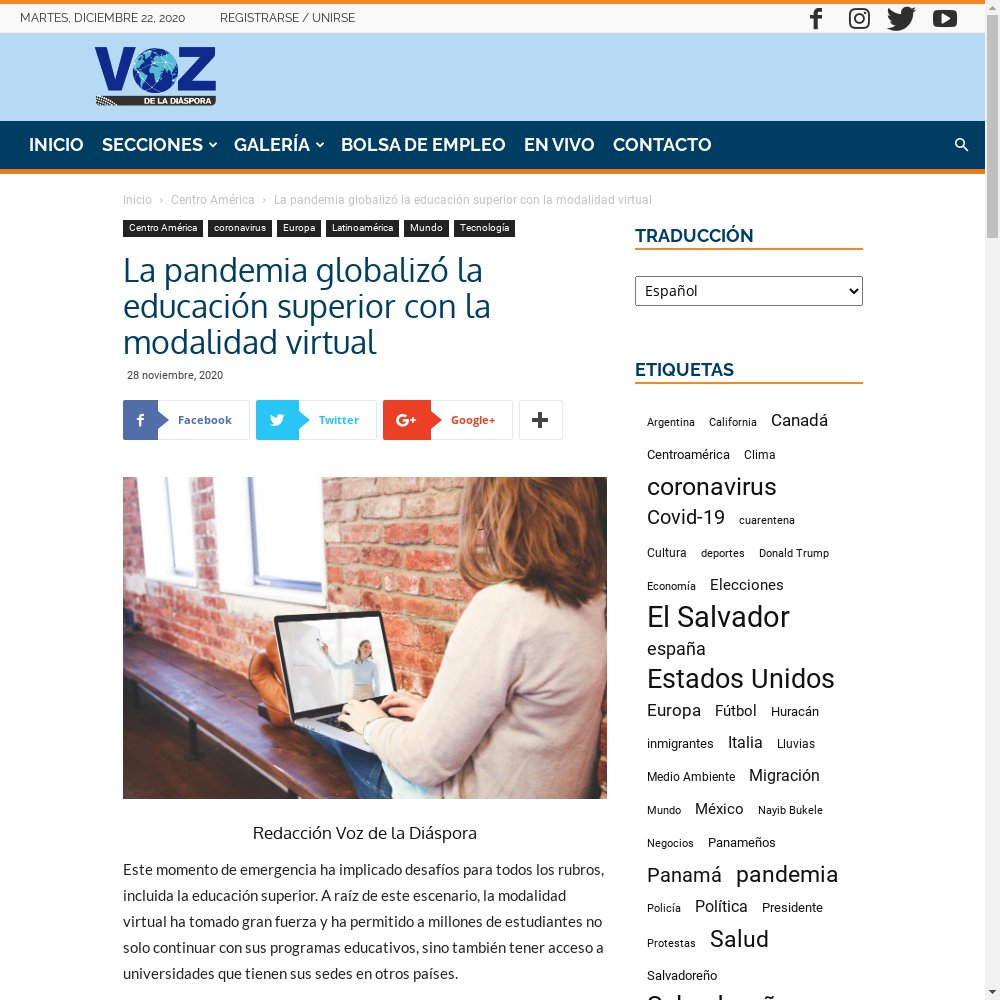 MARTES, DICIEMBRE 22, 2020
REGISTRARSE / UNIRSE
VOZ
DE LA DIÁSPORA
INICIO
SECCIONES
GALERÍA
BOLSA DE EMPLEO
EN VIVO
CONTACTO
Inicio › Centro América › La pandemia globalizó la educación superior con la modalidad virtual
Centro América coronavirus Europa Latinoamérica Mundo Tecnología
La pandemia globalizó la
educación superior con la
modalidad virtual
28 noviembre, 2020
Facebook
Twitter
Google+
Redacción Voz de la Diáspora
Este momento de emergencia ha implicado desafíos para todos los rubros,
incluida la educación superior. A raíz de este escenario, la modalidad
virtual ha tomado gran fuerza y ha permitido a millones de estudiantes no
solo continuar con sus programas educativos, sino también tener acceso a
universidades que tienen sus sedes en otros países.
TRADUCCIÓN
Español
ETIQUETAS
Argentina California Canadá
Centroamérica Clima
coronavirus
Covid-19 cuarentena
Cultura deportes Donald Trump
Economía Elecciones
El Salvador
españa
Estados Unidos
Europa Fútbol Huracán
inmigrantes Italia Lluvias
Medio Ambiente Migración
Mundo México Nayib Bukele
Negocios Panameños
Panamá pandemia
Policía Política Presidente
Protestas Salud
Salvadoreño